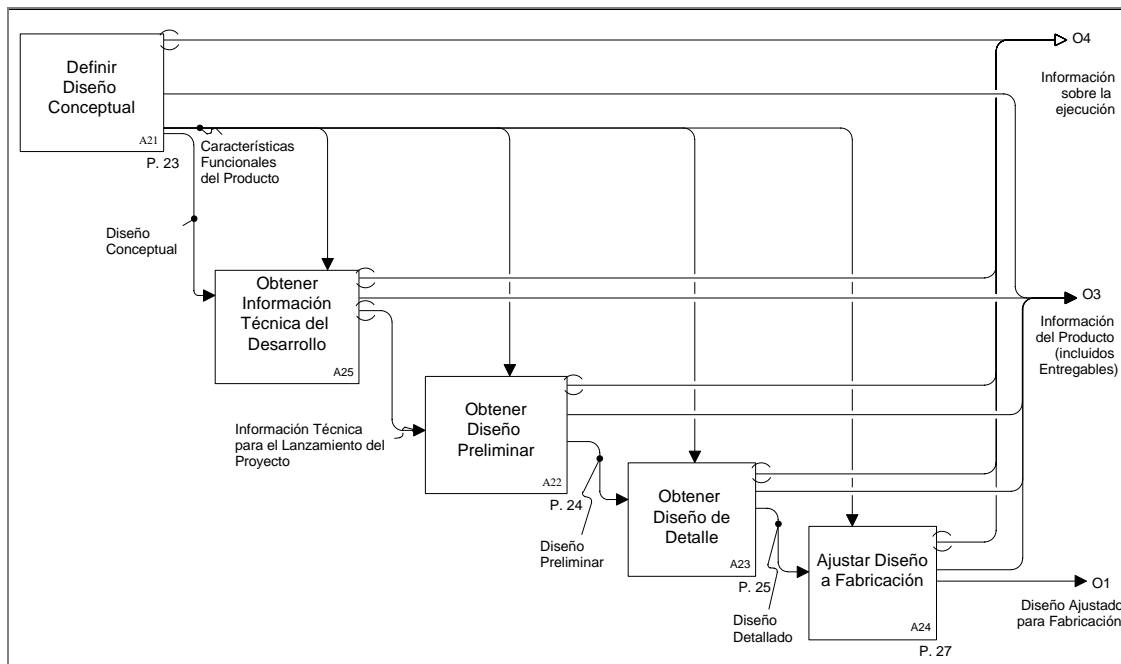 O4
Información
sobre la
ejecución
Definir
Diseño
Conceptual
A21
P. 23
Características
Funcionales
del Producto
Diseño
Conceptual
Obtener
Información
Técnica del
Desarrollo
A25
O3
Información
del Producto
(incluidos
Entregables)
Información Técnica
para el Lanzamiento del
Proyecto
Obtener
Diseño
Preliminar
A22
P. 24
Diseño
Preliminar
Obtener
Diseño de
Detalle
A23
P. 25
Diseño
Detallado
Ajustar Diseño
a Fabricación
A24
P. 27
O1
Diseño Ajustado
para Fabricación